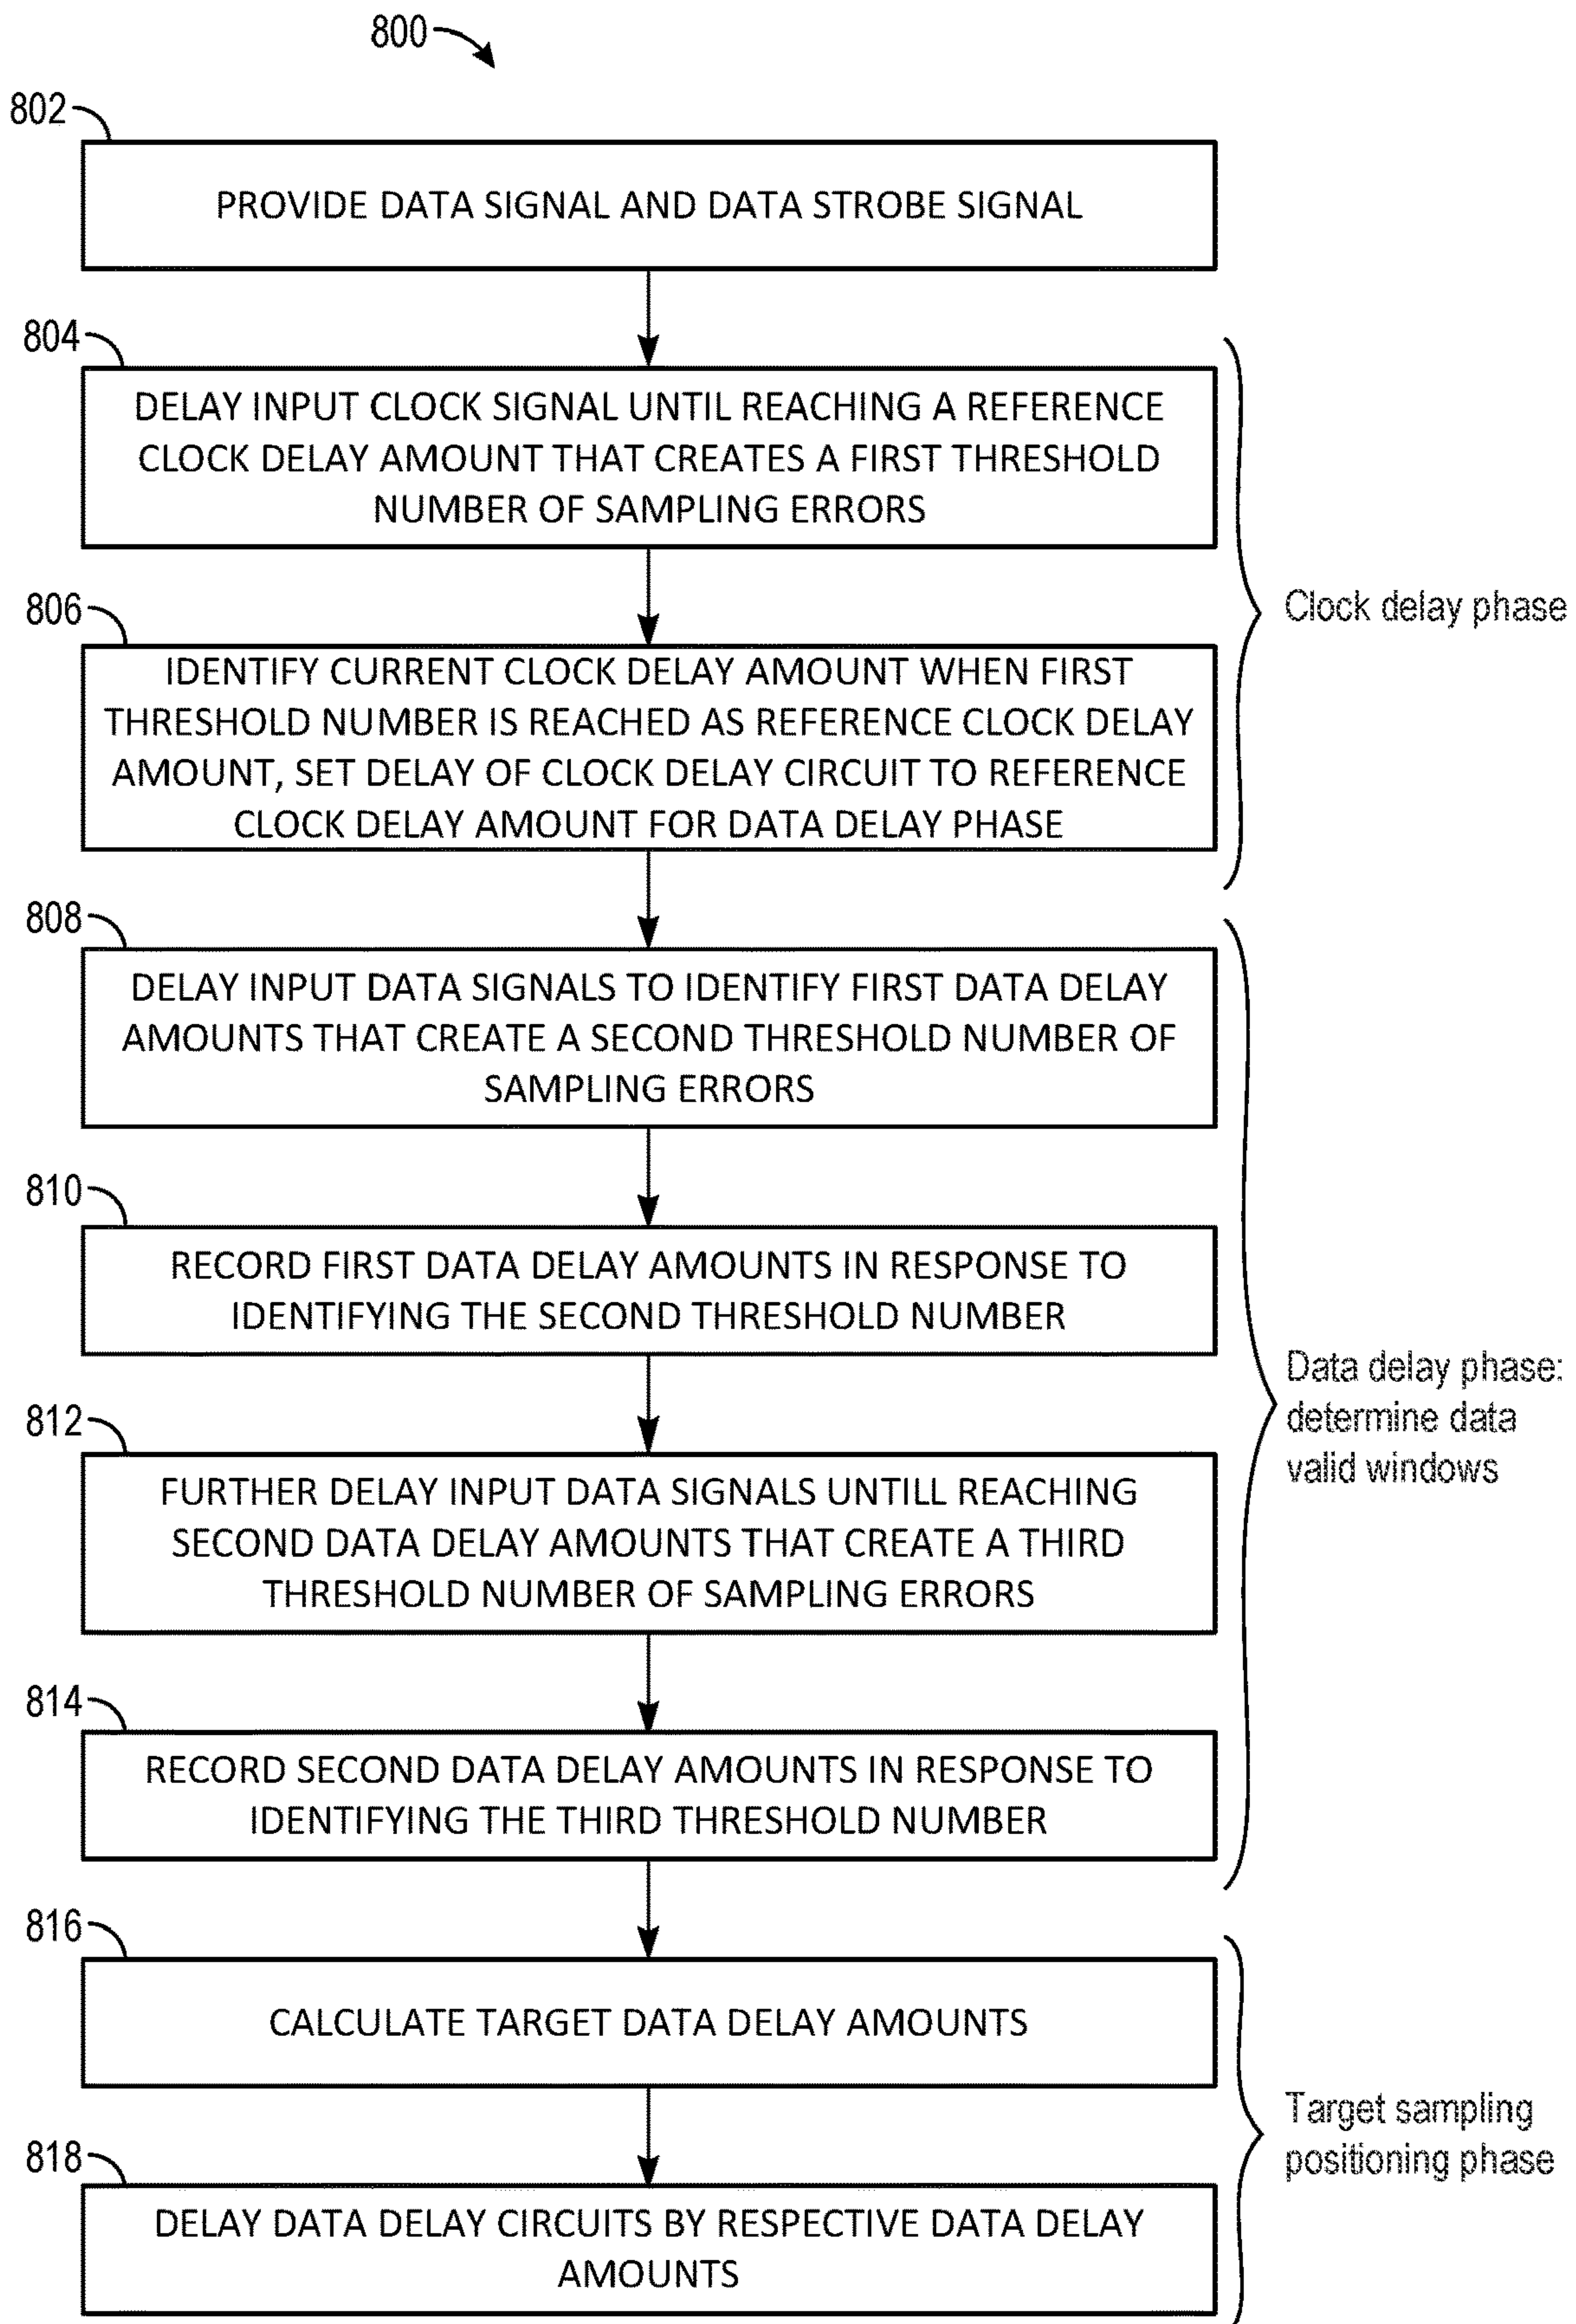 800
802
PROVIDE DATA SIGNAL AND DATA STROBE SIGNAL
804
DELAY INPUT CLOCK SIGNAL UNTIL REACHING A REFERENCE
CLOCK DELAY AMOUNT THAT CREATES A FIRST THRESHOLD
NUMBER OF SAMPLING ERRORS
806
IDENTIFY CURRENT CLOCK DELAY AMOUNT WHEN FIRST
THRESHOLD NUMBER IS REACHED AS REFERENCE CLOCK DELAY
AMOUNT, SET DELAY OF CLOCK DELAY CIRCUIT TO REFERENCE
CLOCK DELAY AMOUNT FOR DATA DELAY PHASE
Clock delay phase
808
DELAY INPUT DATA SIGNALS TO IDENTIFY FIRST DATA DELAY
AMOUNTS THAT CREATE A SECOND THRESHOLD NUMBER OF
SAMPLING ERRORS
810
RECORD FIRST DATA DELAY AMOUNTS IN RESPONSE TO
IDENTIFYING THE SECOND THRESHOLD NUMBER
812
FURTHER DELAY INPUT DATA SIGNALS UNTILL REACHING
SECOND DATA DELAY AMOUNTS THAT CREATE A THIRD
THRESHOLD NUMBER OF SAMPLING ERRORS
814
RECORD SECOND DATA DELAY AMOUNTS IN RESPONSE TO
IDENTIFYING THE THIRD THRESHOLD NUMBER
Data delay phase:
determine data
valid windows
816
CALCULATE TARGET DATA DELAY AMOUNTS
818
DELAY DATA DELAY CIRCUITS BY RESPECTIVE DATA DELAY
AMOUNTS
Target sampling
positioning phase